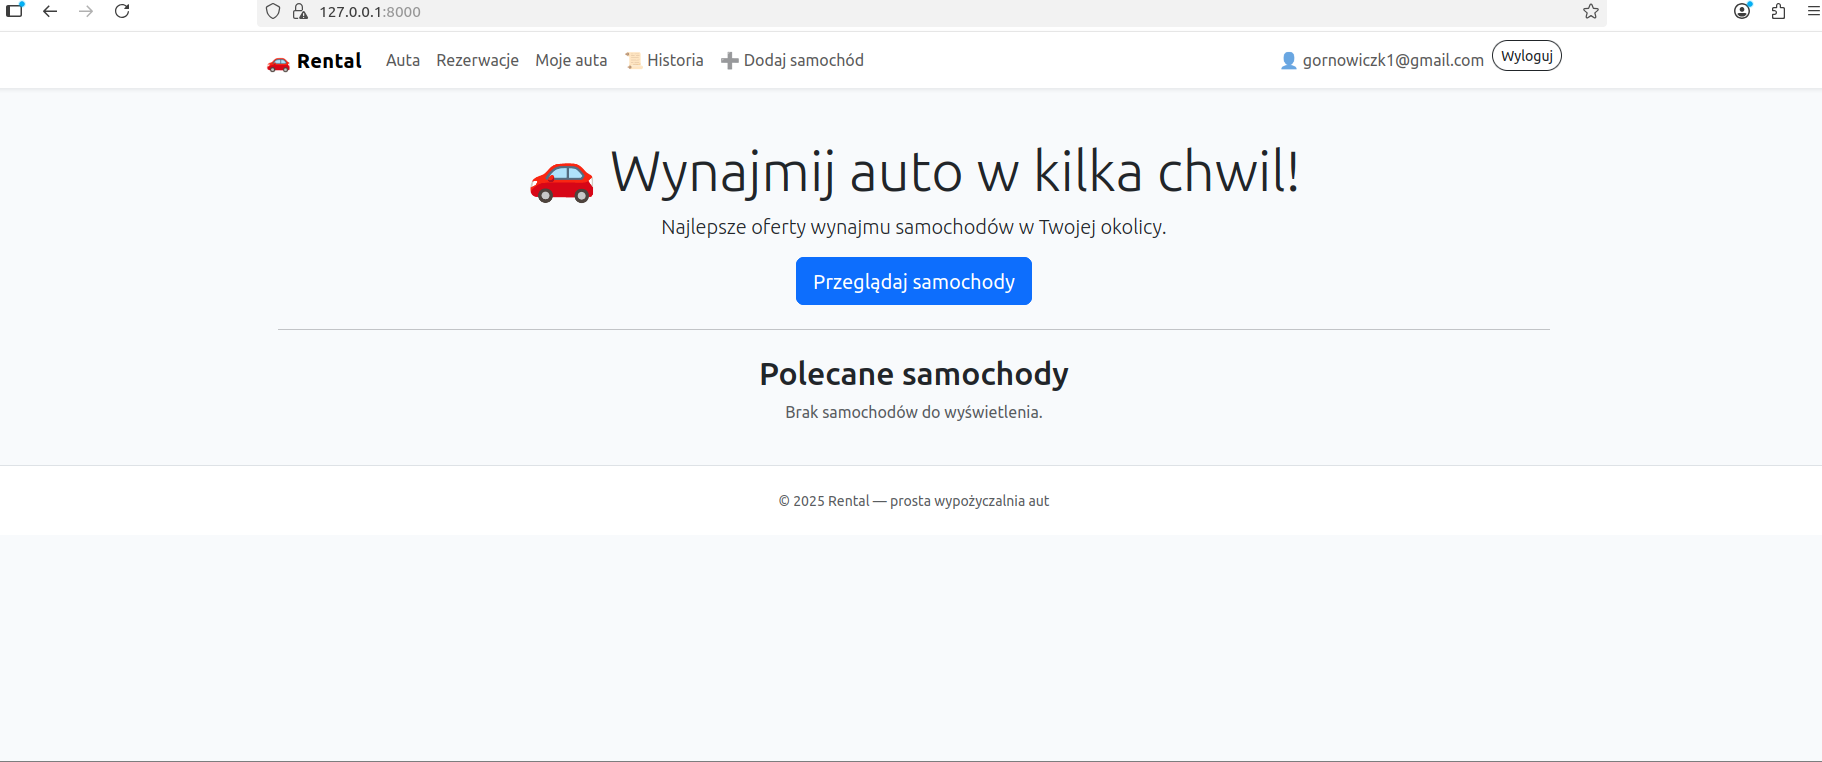 127.0.0.1:8000
🚗 Rental Auta Rezerwacje Moje auta 📜 Historia ➕ Dodaj samochód 👤 gornowiczk1@gmail.com Wyloguj
🚗 Wynajmij auto w kilka chwil!
Najlepsze oferty wynajmu samochodów w Twojej okolicy.
Przeglądaj samochody
Polecane samochody
Brak samochodów do wyświetlenia.
© 2025 Rental — prosta wypożyczalnia aut